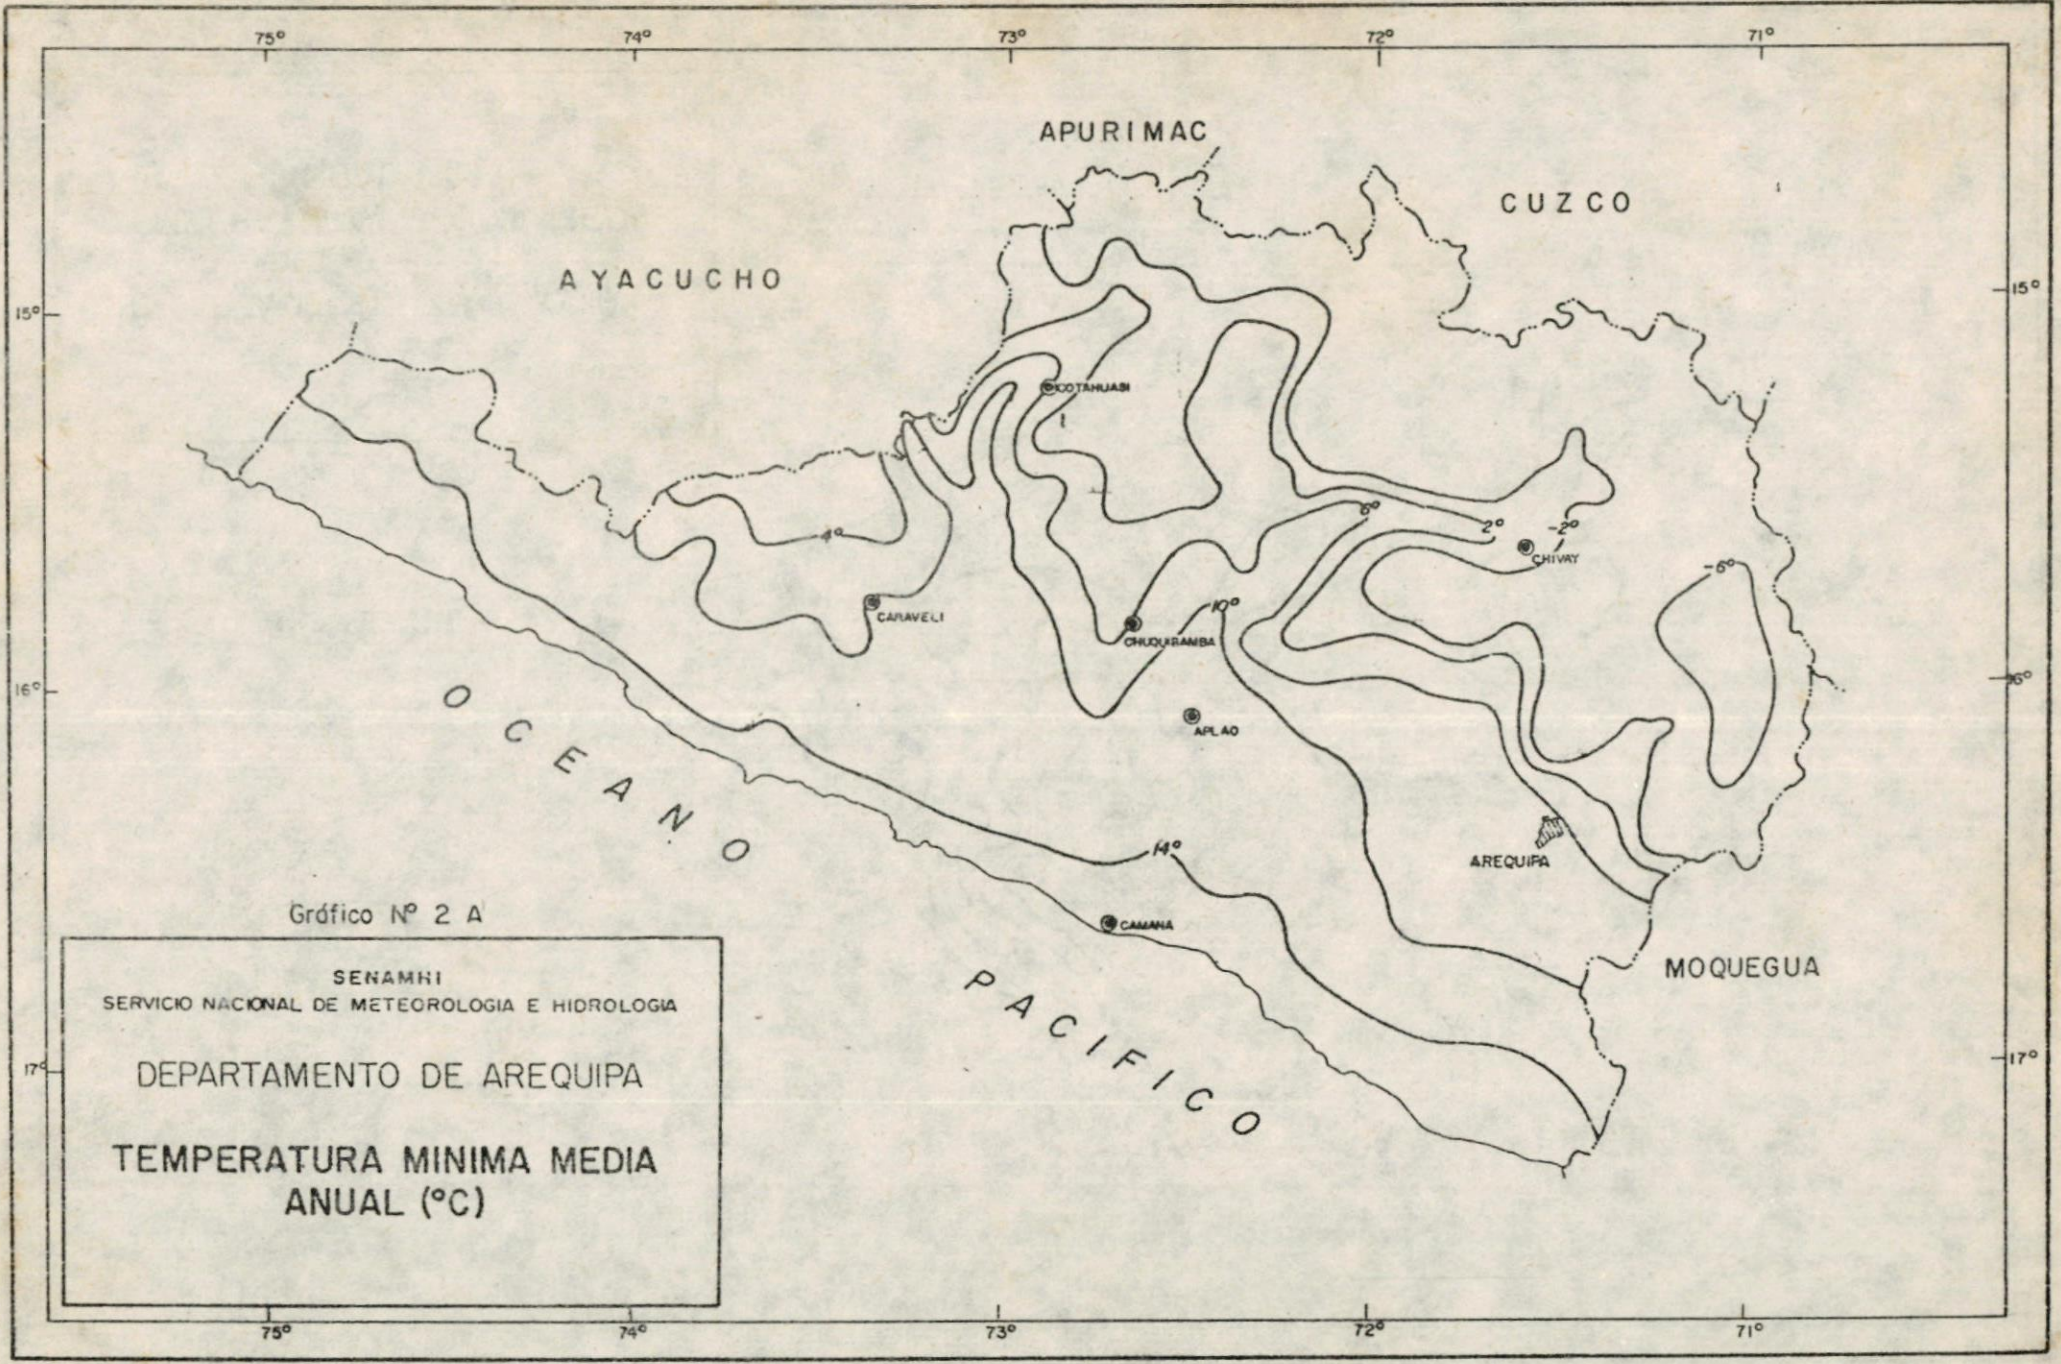 75° 74° 73° 72° 71°
APURIMAC
CUZCO
AYACUCHO
15° 15°
COTAHUASI
6° 2° -2°
4°
CHIVAY
-6°
10°
CARAVELI
CHUQUIBAMBA
16° 16°
APLAO
OCEANO
14°
AREQUIPA
CAMANA
MOQUEGUA
PACIFICO
17° 17°
Gráfico Nº 2 A
SENAMHI
SERVICIO NACIONAL DE METEOROLOGIA E HIDROLOGIA
DEPARTAMENTO DE AREQUIPA
TEMPERATURA MINIMA MEDIA
ANUAL (°C)
75° 74° 73° 72° 71°